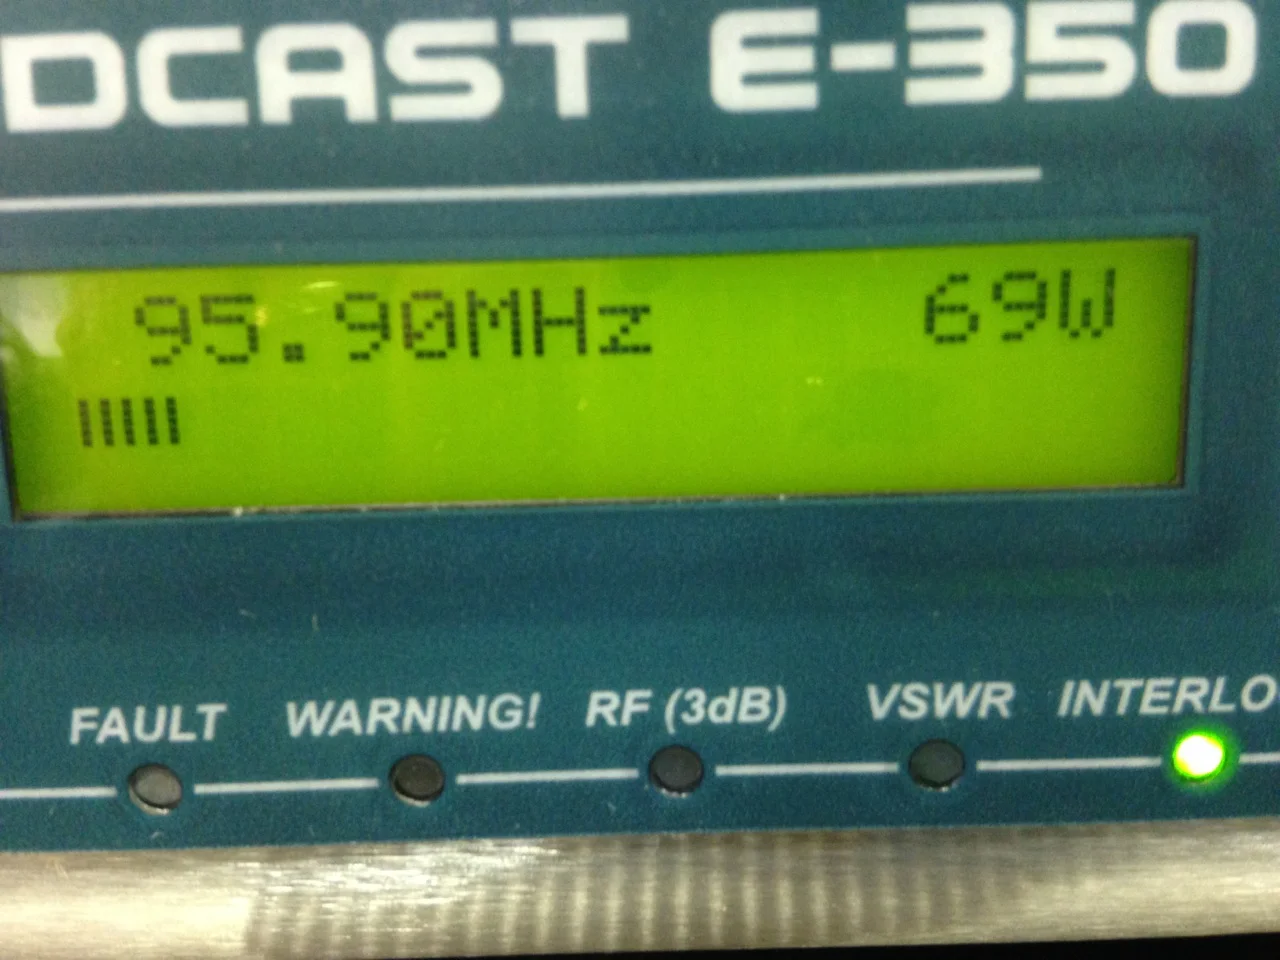 DCAST E-350
95.90MHz 69W
FAULT WARNING! RF (3dB) VSWR INTERLO